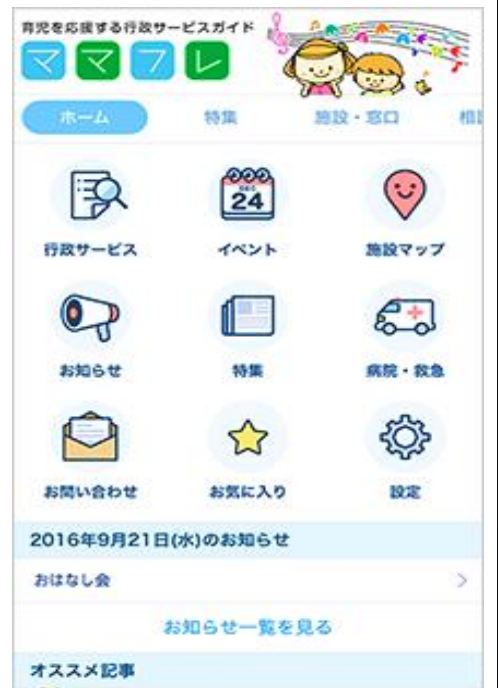 育児を応援する行政サービスガイド
ママフレ
ホーム 特集 施設・窓口 相
DEC
24
行政サービス イベント 施設マップ
お知らせ 特集 病院・救急
お問い合わせ お気に入り 設定
2016年9月21日(水)のお知らせ
おはなし会
お知らせ一覧を見る
オススメ記事